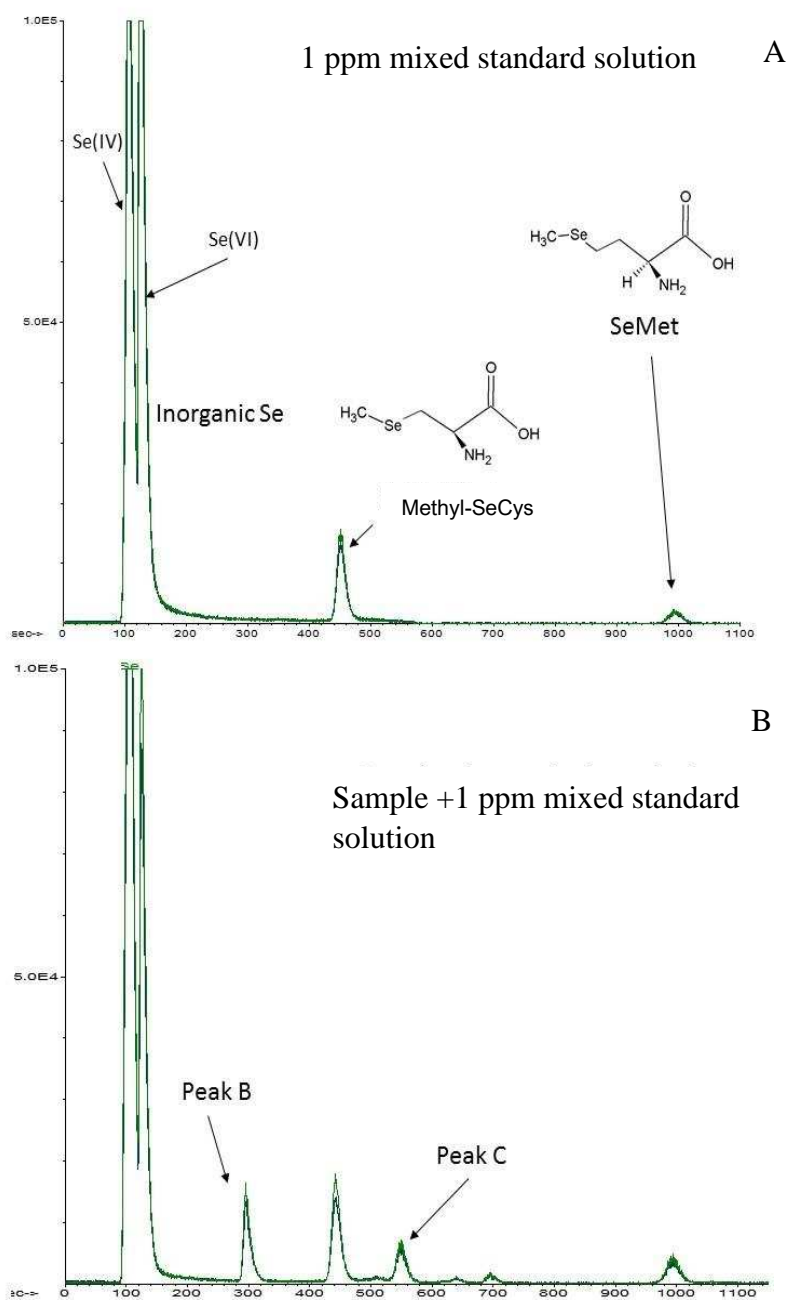 1.0E5
1 ppm mixed standard solution
A
Se(IV)
Se(VI)
H₃C
Se
O
OH
H
NH₂
SeMet
5.0E4
Inorganic Se
H₃C
Se
O
OH
NH₂
Methyl-SeCys
sec->
0 100 200 300 400 500 600 700 800 900 1000 1100
1.0E5
Se
B
Sample +1 ppm mixed standard
solution
5.0E4
Peak B
Peak C
0 100 200 300 400 500 600 700 800 900 1000 1100